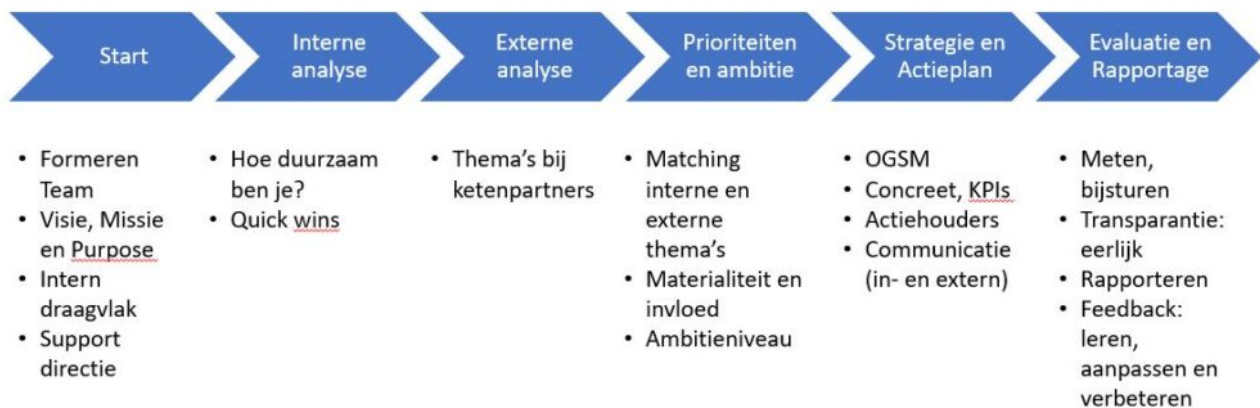 Start
Interne
analyse
Externe
analyse
Prioriteiten
en ambitie
Strategie en
Actieplan
Evaluatie en
Rapportage
• Formeren
Team
• Visie, Missie
en Purpose
• Intern
draagvlak
• Support
directie
• Hoe duurzaam
ben je?
• Quick wins
• Thema's bij
ketenpartners
• Matching
interne en
externe
thema's
• Materialiteit en
invloed
• Ambitieniveau
• OGSM
• Concreet, KPIs
• Actiehouders
• Communicatie
(in- en extern)
• Meten,
bijsturen
• Transparantie:
eerlijk
• Rapporteren
• Feedback:
leren,
aanpassen en
verbeteren